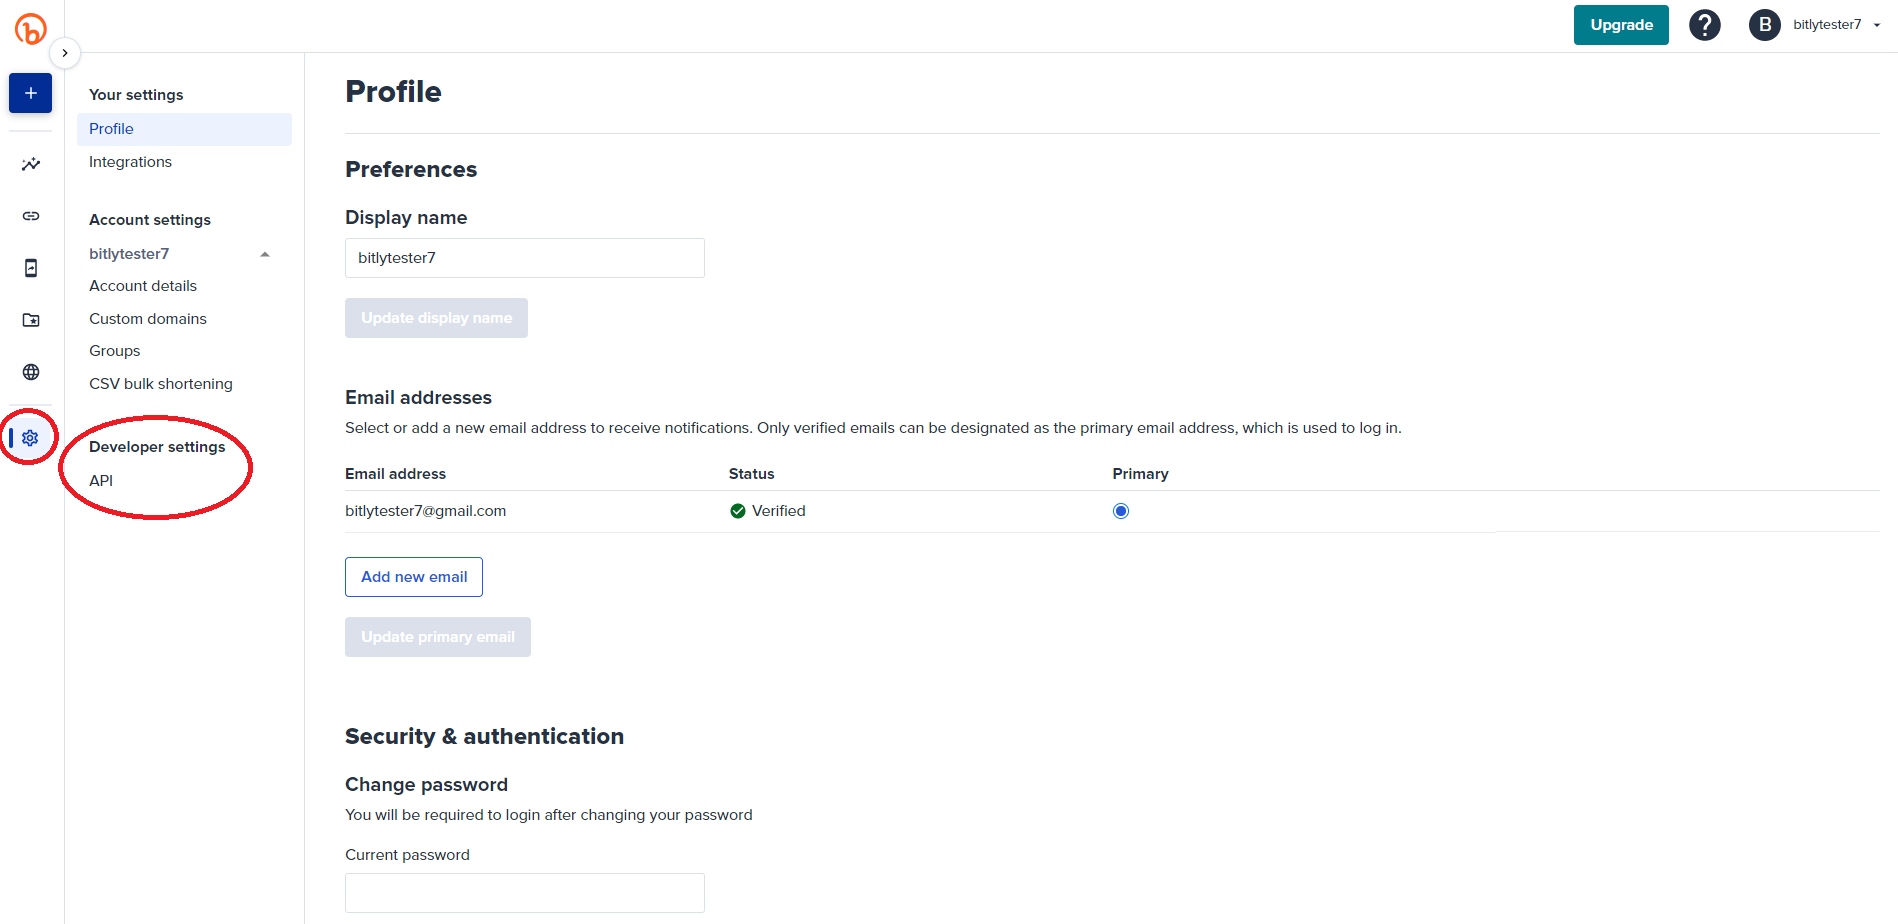 Upgrade
?
B
bitlytester7
Your settings
Profile
Integrations
Account settings
bitlytester7
Account details
Custom domains
Groups
CSV bulk shortening
Developer settings
API
Profile
Preferences
Display name
bitlytester7
Update display name
Email addresses
Select or add a new email address to receive notifications. Only verified emails can be designated as the primary email address, which is used to log in.
Email address Status Primary
bitlytester7@gmail.com Verified
Add new email
Update primary email
Security & authentication
Change password
You will be required to login after changing your password
Current password